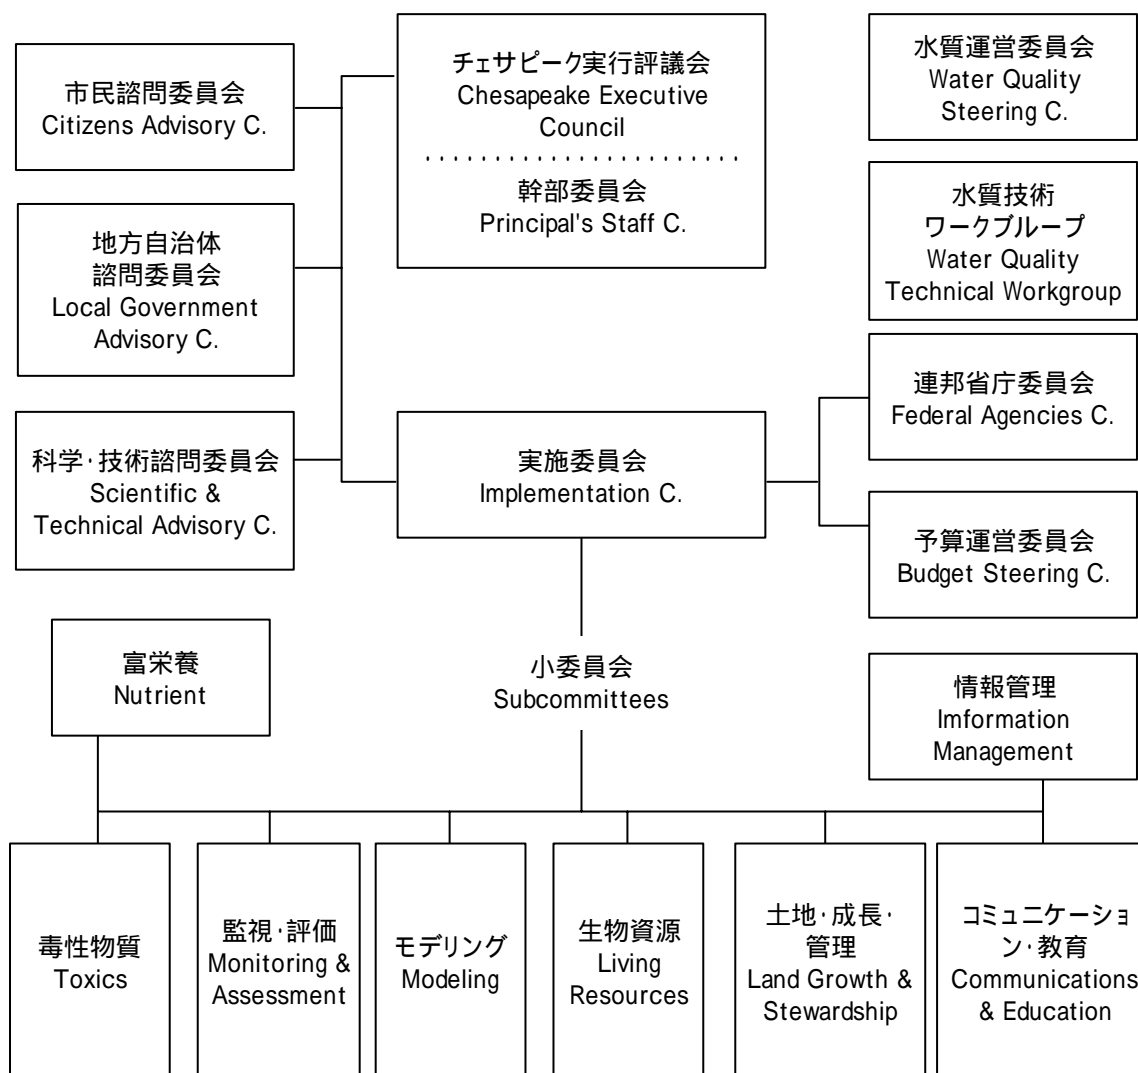 市民諮問委員会
Citizens Advisory C.
チェサピーク実行評議会
Chesapeake Executive
Council
幹部委員会
Principal's Staff C.
水質運営委員会
Water Quality
Steering C.
地方自治体
諮問委員会
Local Government
Advisory C.
水質技術
ワークブループ
Water Quality
Technical Workgroup
連邦省庁委員会
Federal Agencies C.
科学・技術諮問委員会
Scientific &
Technical Advisory C.
実施委員会
Implementation C.
予算運営委員会
Budget Steering C.
富栄養
Nutrient
小委員会
Subcommittees
情報管理
Imformation
Management
毒性物質
Toxics
監視・評価
Monitoring &
Assessment
モデリング
Modeling
生物資源
Living
Resources
土地・成長・
管理
Land Growth &
Stewardship
コミュニケーショ
ン・教育
Communications
& Education